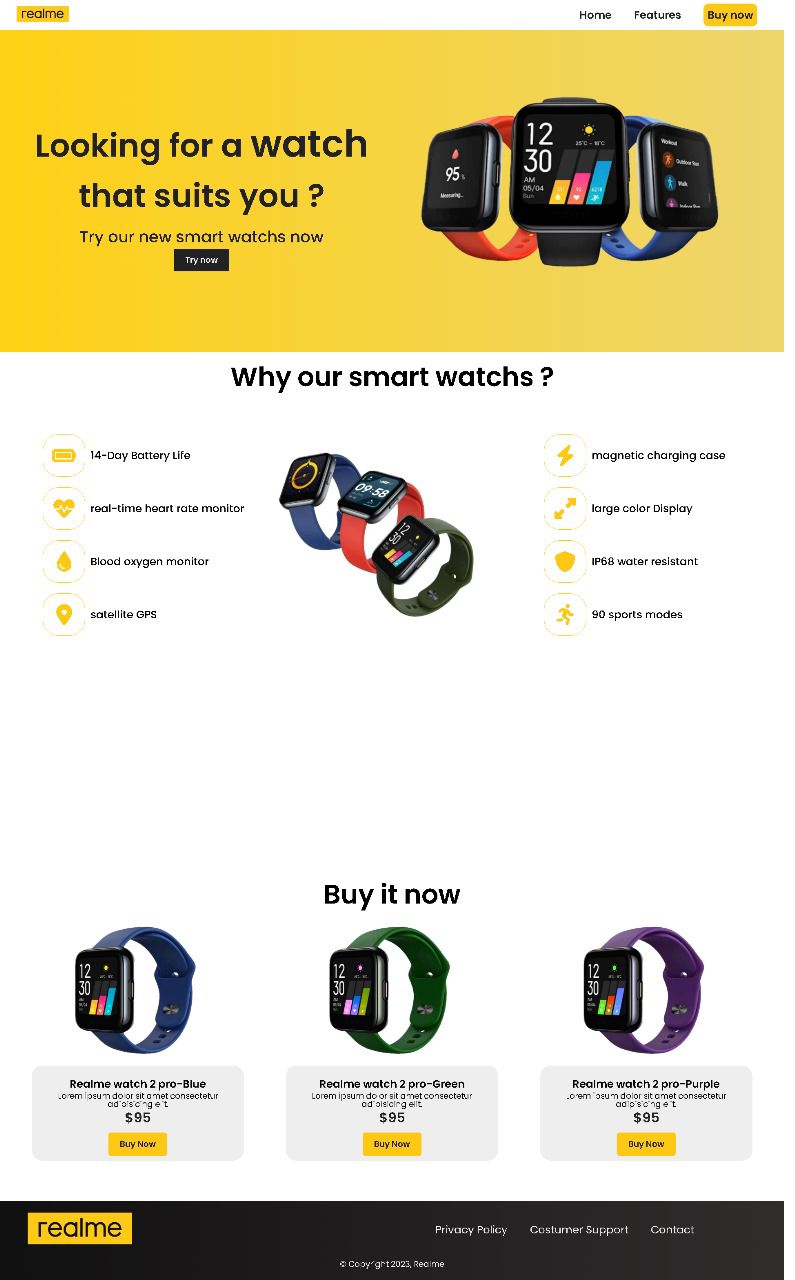 realme
Home Features Buy now
Looking for a watch
that suits you ?
Try our new smart watchs now
Try now
95 %
Measuring...
12
30
AM
05/04
Sun
25°C - 18°C
Workout
Outdoor Run
Walk
Indoor Run
Why our smart watchs ?
14-Day Battery Life
real-time heart rate monitor
Blood oxygen monitor
satellite GPS
09:58
magnetic charging case
large color Display
IP68 water resistant
90 sports modes
Buy it now
12
30
12
30
12
30
Realme watch 2 pro-Blue
Lorem ipsum dolor sit amet consectetur
adipisicing elit.
$95
Buy Now
Realme watch 2 pro-Green
Lorem ipsum dolor sit amet consectetur
adipisicing elit.
$95
Buy Now
Realme watch 2 pro-Purple
Lorem ipsum dolor sit amet consectetur
adipisicing elit.
$95
Buy Now
realme
Privacy Policy Costumer Support Contact
© Copyright 2023, Realme